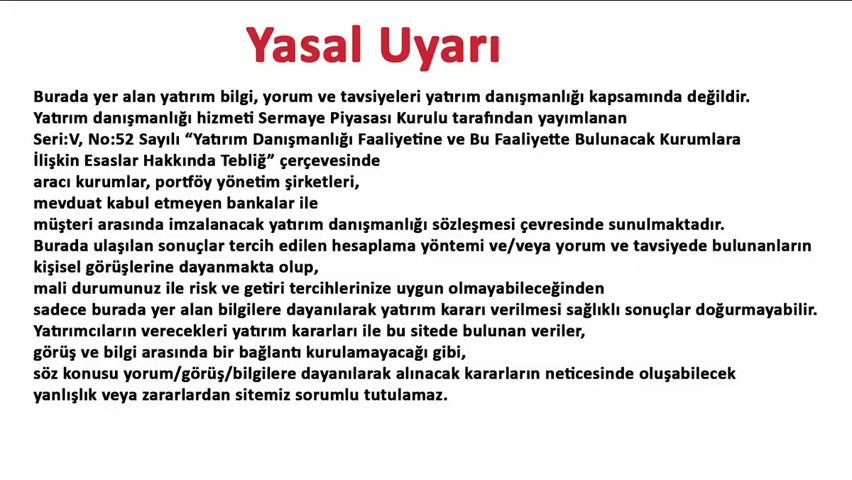 Yasal Uyarı
Burada yer alan yatırım bilgi, yorum ve tavsiyeleri yatırım danışmanlığı kapsamında değildir.
Yatırım danışmanlığı hizmeti Sermaye Piyasası Kurulu tarafından yayımlanan
Seri:V, No:52 Sayılı “Yatırım Danışmanlığı Faaliyetine ve Bu Faaliyette Bulunacak Kurumlara
İlişkin Esaslar Hakkında Tebliğ” çerçevesinde
aracı kurumlar, portföy yönetim şirketleri,
mevduat kabul etmeyen bankalar ile
müşteri arasında imzalanacak yatırım danışmanlığı sözleşmesi çevresinde sunulmaktadır.
Burada ulaşılan sonuçlar tercih edilen hesaplama yöntemi ve/veya yorum ve tavsiyede bulunanların
kişisel görüşlerine dayanmakta olup,
mali durumunuz ile risk ve getiri tercihlerinize uygun olmayabileceğinden
sadece burada yer alan bilgilere dayanılarak yatırım kararı verilmesi sağlıklı sonuçlar doğurmayabilir.
Yatırımcıların verecekleri yatırım kararları ile bu sitede bulunan veriler,
görüş ve bilgi arasında bir bağlantı kurulamayacağı gibi,
söz konusu yorum/görüş/bilgilere dayanılarak alınacak kararların neticesinde oluşabilecek
yanlışlık veya zararlardan sitemiz sorumlu tutulamaz.